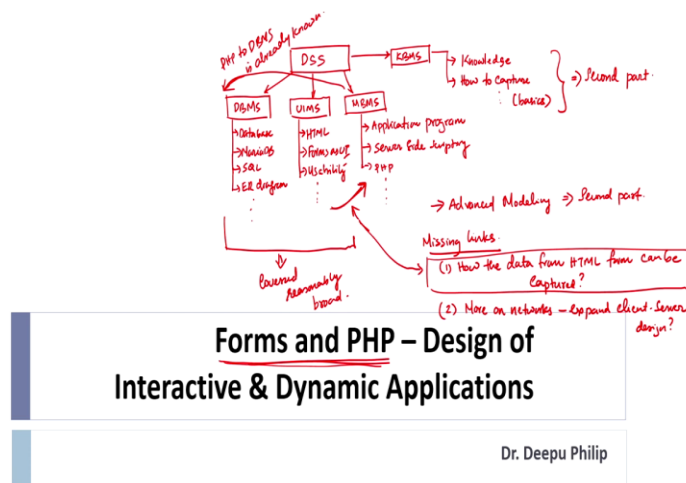 PHP to DBMS
is already known.
DSS
KBMS
→ Knowledge
→ How to Capture
(basics)
⇒ Second part.
DBMS
UIMS
MBMS
→ Database
→ MariaDB
→ SQL
→ ER diagram
→ HTML
→ Forms as UI
→ Usability
→ Application program
→ Server Side scripting
→ PHP
→ Advanced Modeling ⇒ Second part.
Missing links.
(1) How the data from HTML form can be
captured?
(2) More on networks – expand client-server
design?
Covered
reasonably
broad.
Forms and PHP – Design of
Interactive & Dynamic Applications
Dr. Deepu Philip